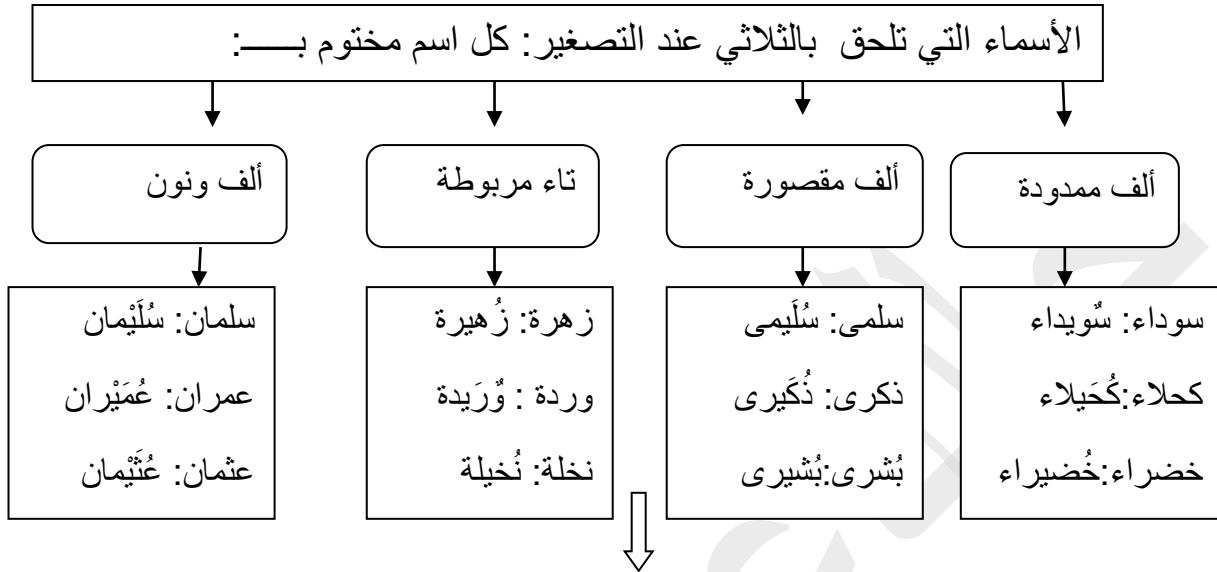 الأسماء التي تلحق بالثلاثي عند التصغير: كل اسم مختوم بـــــ:
ألف ممدودة
ألف مقصورة
تاء مربوطة
ألف ونون
سوداء: سٌويداء
كحلاء:كُحَيلاء
خضراء:خُضيراء
سلمى: سُلَيمى
ذكرى: ذُكَيرى
بُشرى:بُشيرى
زهرة: زُهيرة
وردة : وٌرَيدة
نخلة: نُخيلة
سلمان: سُلَيْمان
عمران: عُمَيْران
عثمان: عُثَيْمان